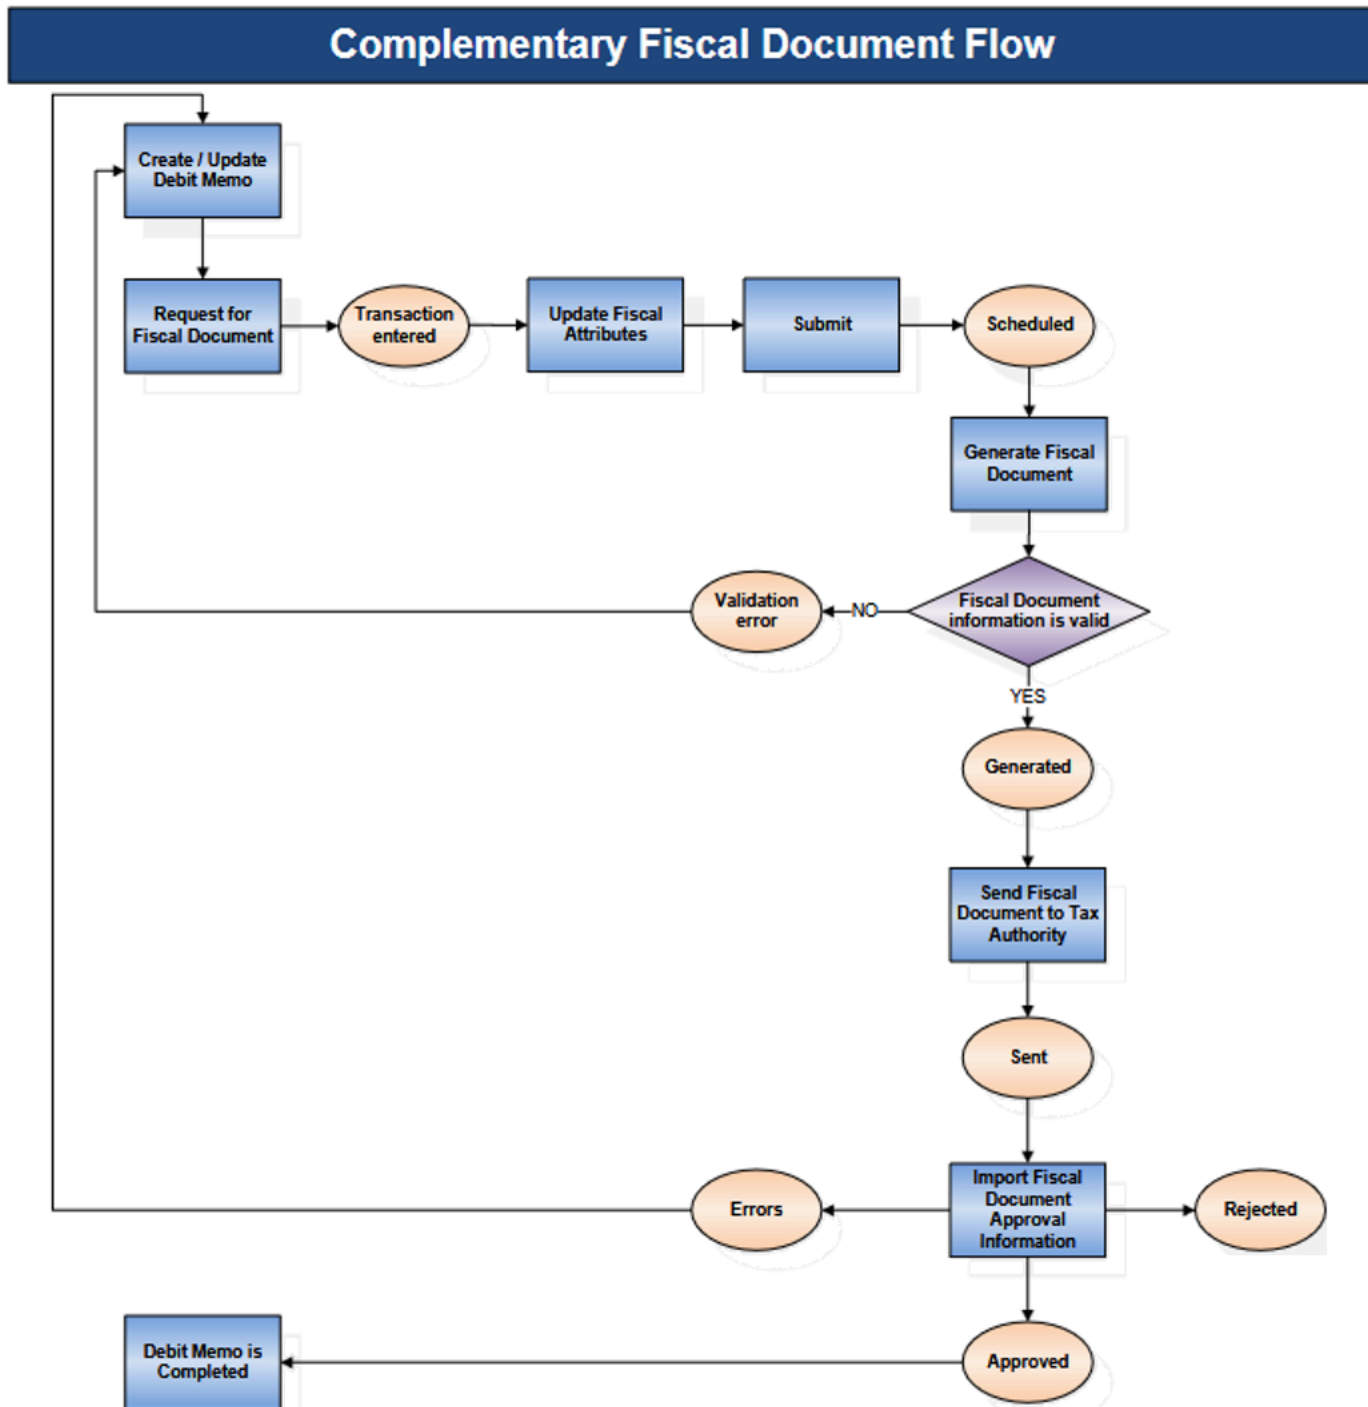 Complementary Fiscal Document Flow
Create / Update
Debit Memo
Request for
Fiscal Document
Transaction
entered
Update Fiscal
Attributes
Submit
Scheduled
Generate Fiscal
Document
Fiscal Document
information is valid
NO
Validation
error
YES
Generated
Send Fiscal
Document to Tax
Authority
Sent
Import Fiscal
Document
Approval
Information
Errors
Rejected
Approved
Debit Memo is
Completed